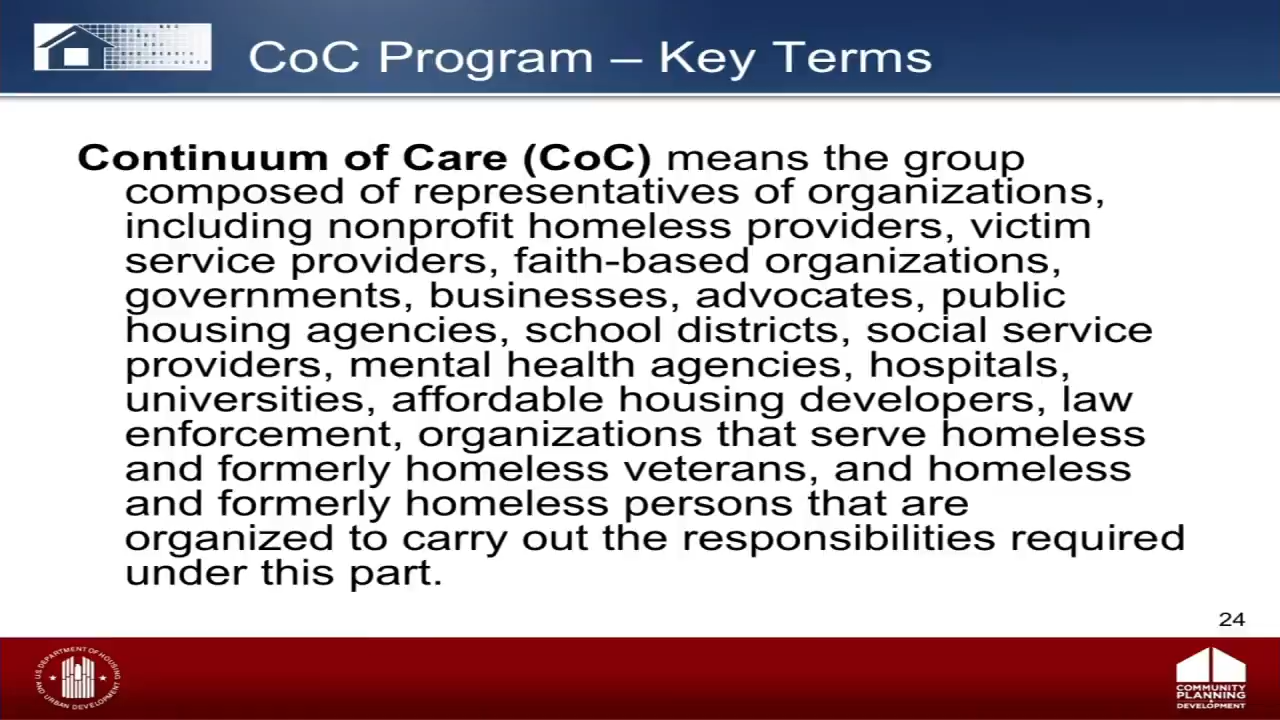 CoC Program – Key Terms
Continuum of Care (CoC) means the group
composed of representatives of organizations,
including nonprofit homeless providers, victim
service providers, faith-based organizations,
governments, businesses, advocates, public
housing agencies, school districts, social service
providers, mental health agencies, hospitals,
universities, affordable housing developers, law
enforcement, organizations that serve homeless
and formerly homeless veterans, and homeless
and formerly homeless persons that are
organized to carry out the responsibilities required
under this part.
24
U.S. DEPARTMENT OF HOUSING
AND URBAN DEVELOPMENT
COMMUNITY
PLANNING
DEVELOPMENT